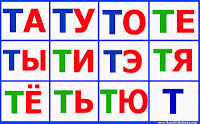 ТА ТУ ТО ТЕ
ТЫ ТИ ТЭ ТЯ
ТЁ ТЬ ТЮ Т